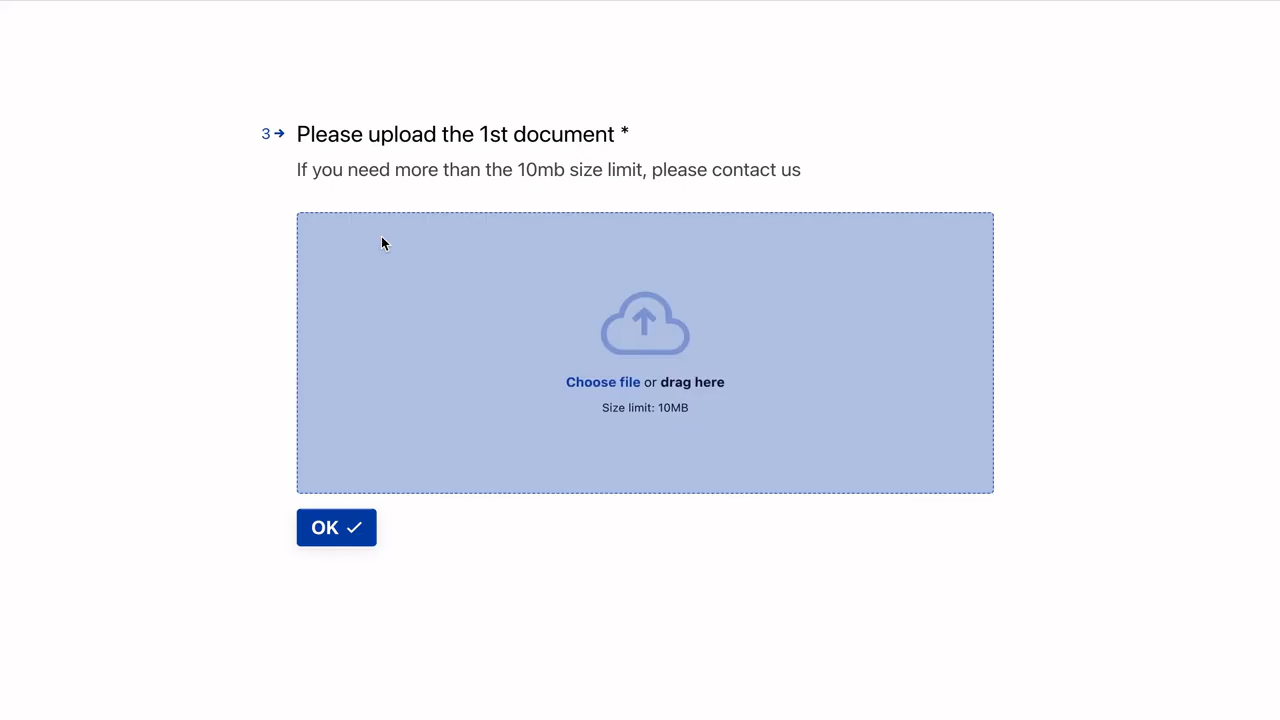 3 Please upload the 1st document *
If you need more than the 10mb size limit, please contact us
Choose file or drag here
Size limit: 10MB
OK